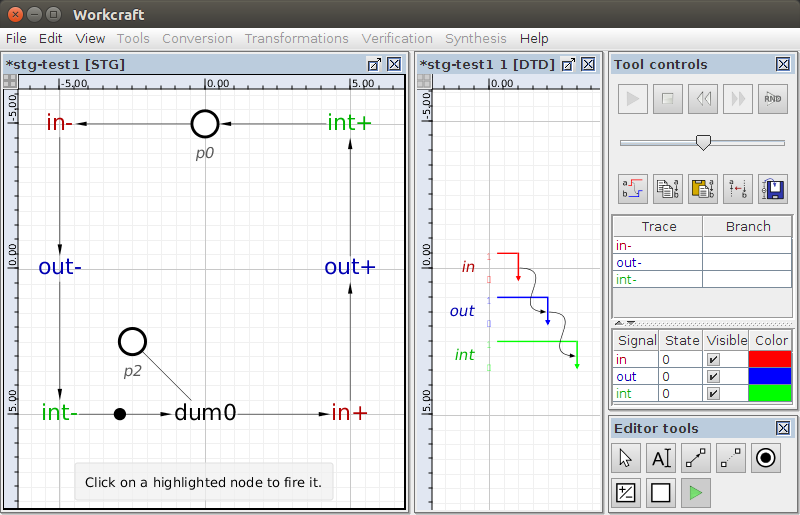 Workcraft
File Edit View Tools Conversion Transformations Verification Synthesis Help
*stg-test1 [STG]
-5.00 0.00 5.00
-5.00
0.00
5.00
in-
p0
int+
out-
out+
p2
int-
dum0
in+
Click on a highlighted node to fire it.
*stg-test1 1 [DTD]
0.00
-5.00
0.00
5.00
in
1
out
1
int
1
Tool controls
RND
Trace Branch
in-
out-
int-
Signal State Visible Color
in 0
out 0
int 0
Editor tools
AI